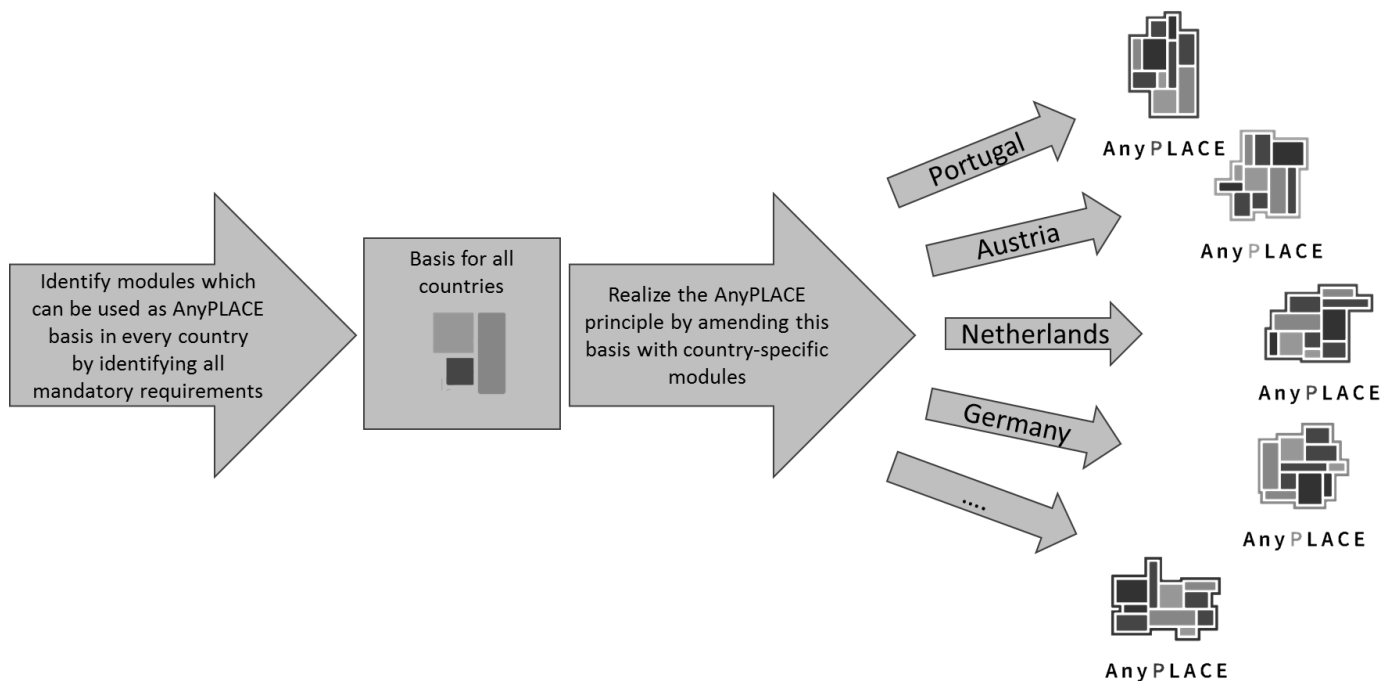 Identify modules which
can be used as AnyPLACE
basis in every country
by identifying all
mandatory requirements
Basis for all
countries
Realize the AnyPLACE
principle by amending this
basis with country-specific
modules
Portugal
Austria
Netherlands
Germany
....
AnyPLACE
AnyPLACE
AnyPLACE
AnyPLACE
AnyPLACE